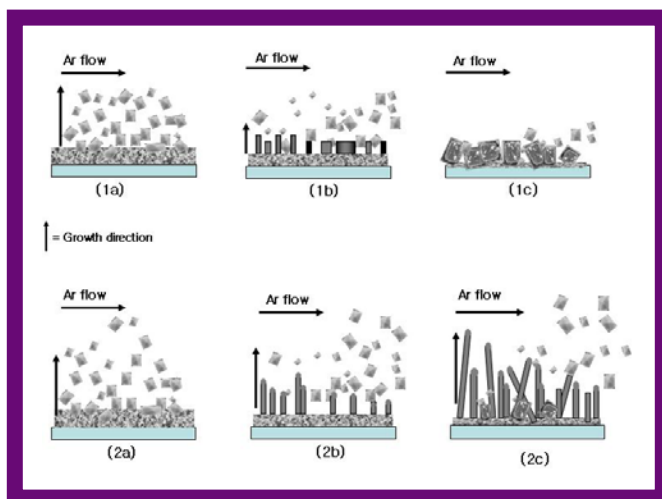 Ar flow
Ar flow
Ar flow
(1a)
(1b)
(1c)
= Growth direction
Ar flow
Ar flow
Ar flow
(2a)
(2b)
(2c)